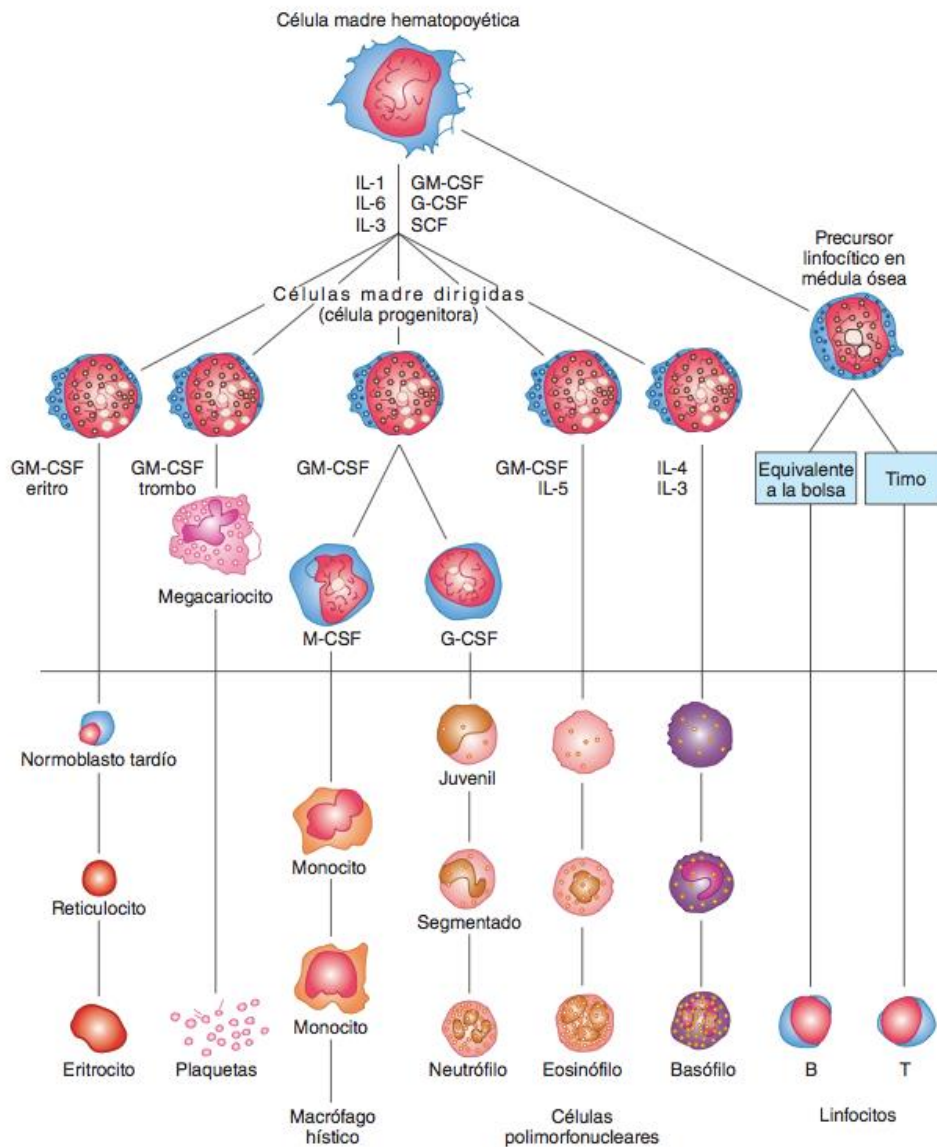 Célula madre hematopoyética
IL-1 GM-CSF
IL-6 G-CSF
IL-3 SCF
Precursor
linfocítico en
médula ósea
Células madre dirigidas
(célula progenitora)
GM-CSF
eritro
GM-CSF
trombo
GM-CSF
GM-CSF
IL-5
IL-4
IL-3
Equivalente
a la bolsa
Timo
Megacariocito
M-CSF
G-CSF
Normoblasto tardío
Juvenil
Monocito
Reticulocito
Segmentado
Monocito
Eritrocito
Plaquetas
Neutrófilo
Eosinófilo
Basófilo
B
T
Macrófago
hístico
Células
polimorfonucleares
Linfocitos